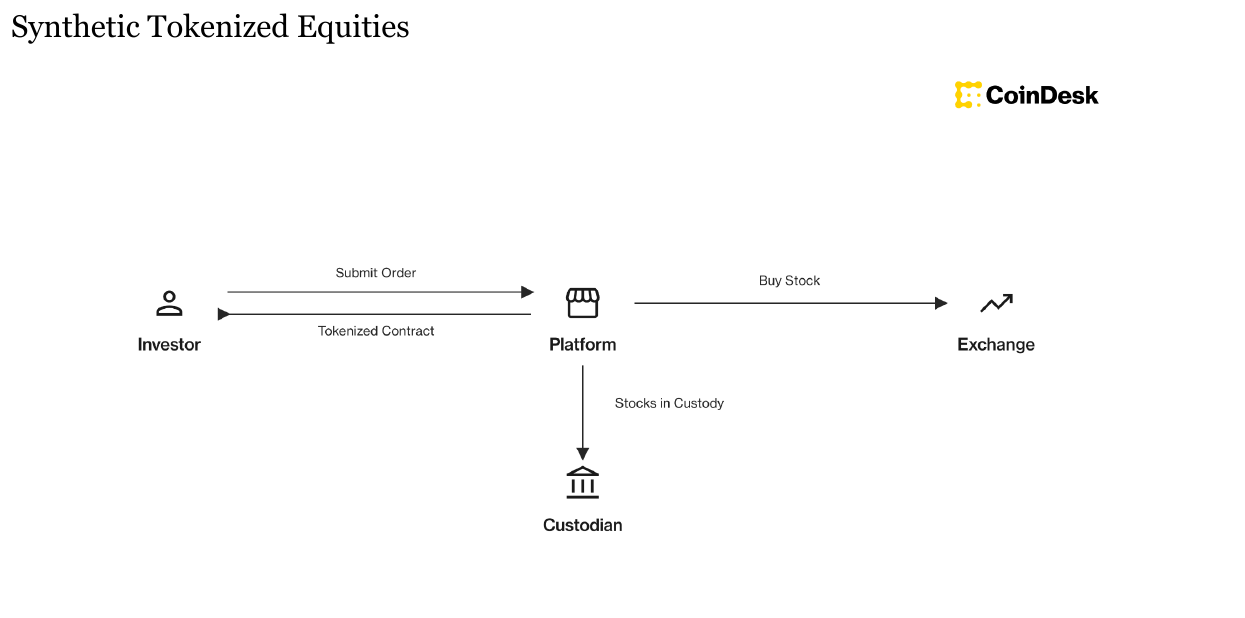 Synthetic Tokenized Equities
CoinDesk
Submit Order
Buy Stock
Tokenized Contract
Investor
Platform
Exchange
Stocks in Custody
Custodian